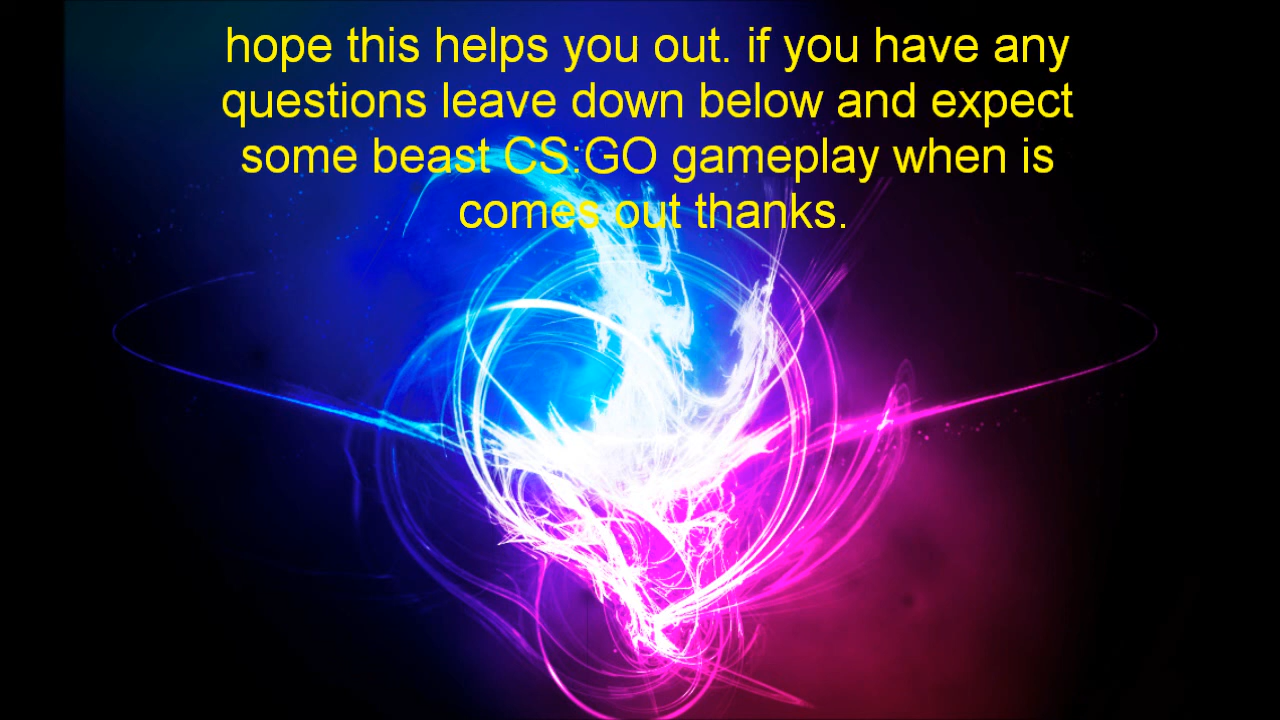 hope this helps you out. if you have any
questions leave down below and expect
some beast CS:GO gameplay when is
comes out thanks.